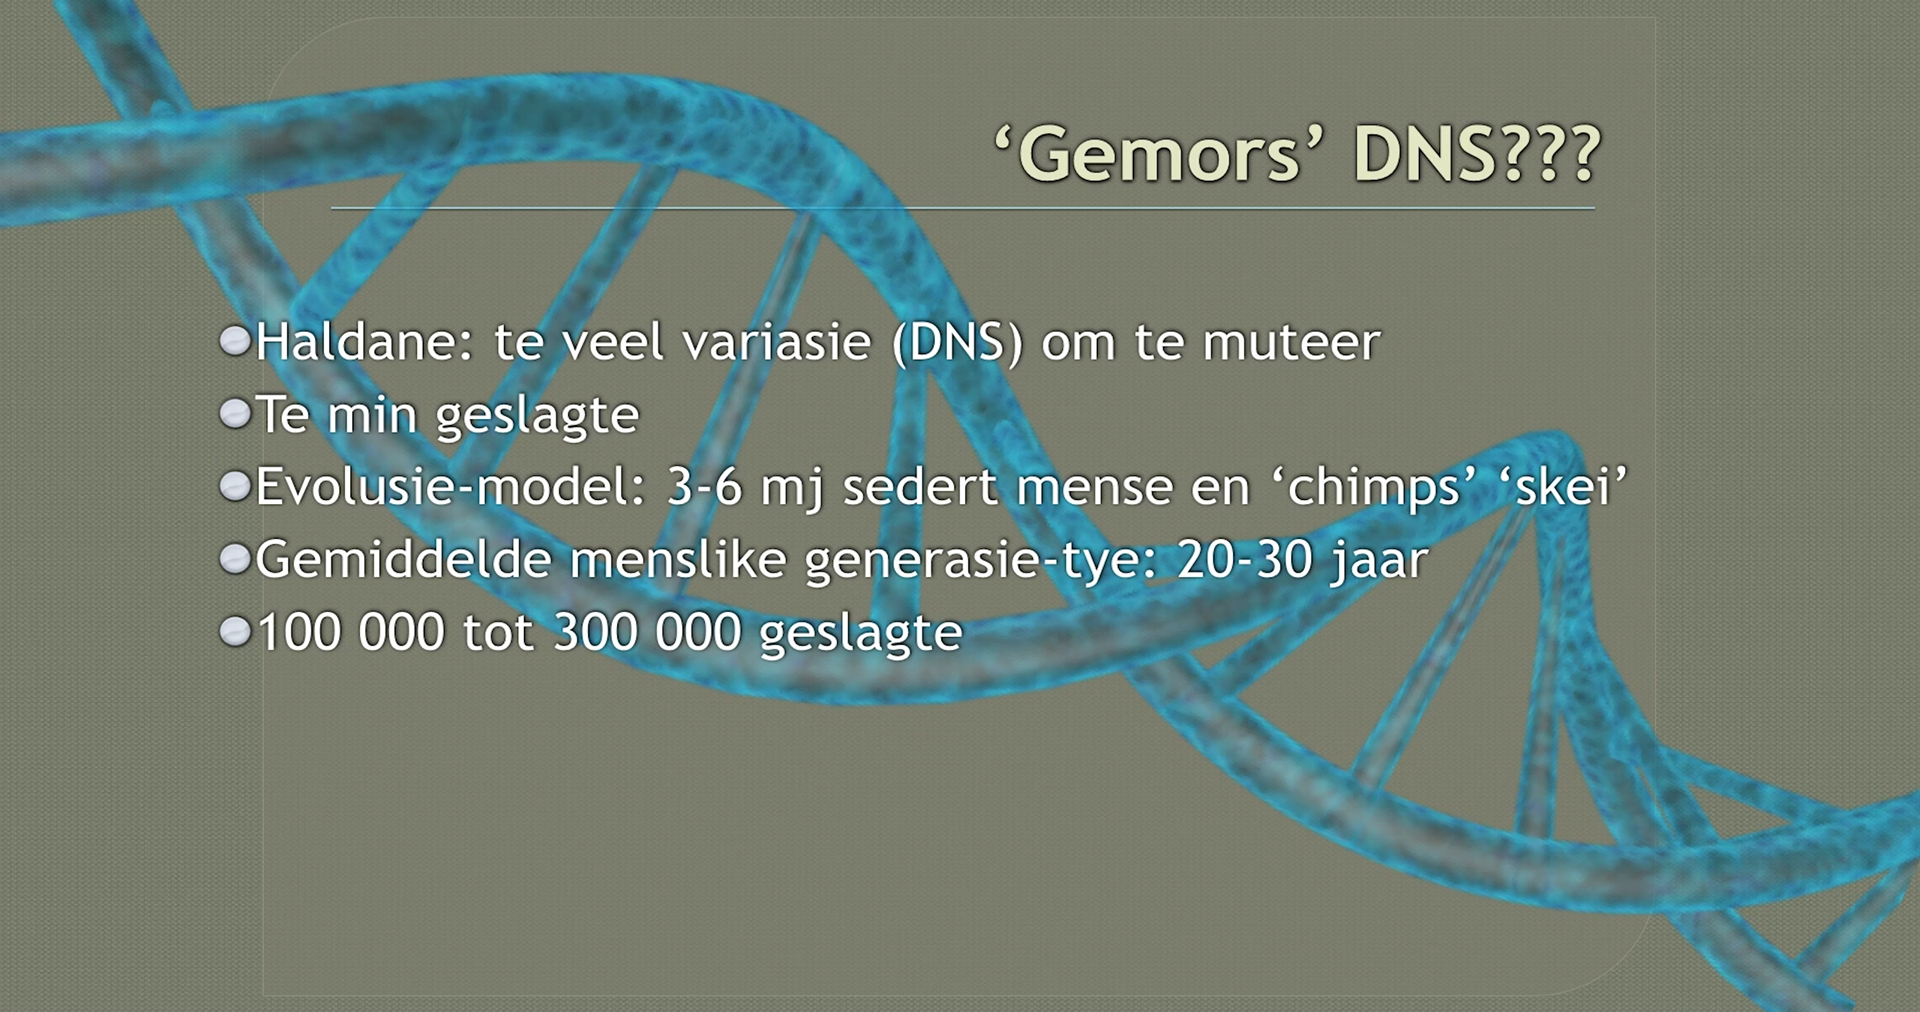 ‘Gemors’ DNS???
Haldane: te veel variasie (DNS) om te muteer
Te min geslagte
Evolusie-model: 3-6 mj sedert mense en ‘chimps’ ‘skei’
Gemiddelde menslike generasie-tye: 20-30 jaar
100 000 tot 300 000 geslagte